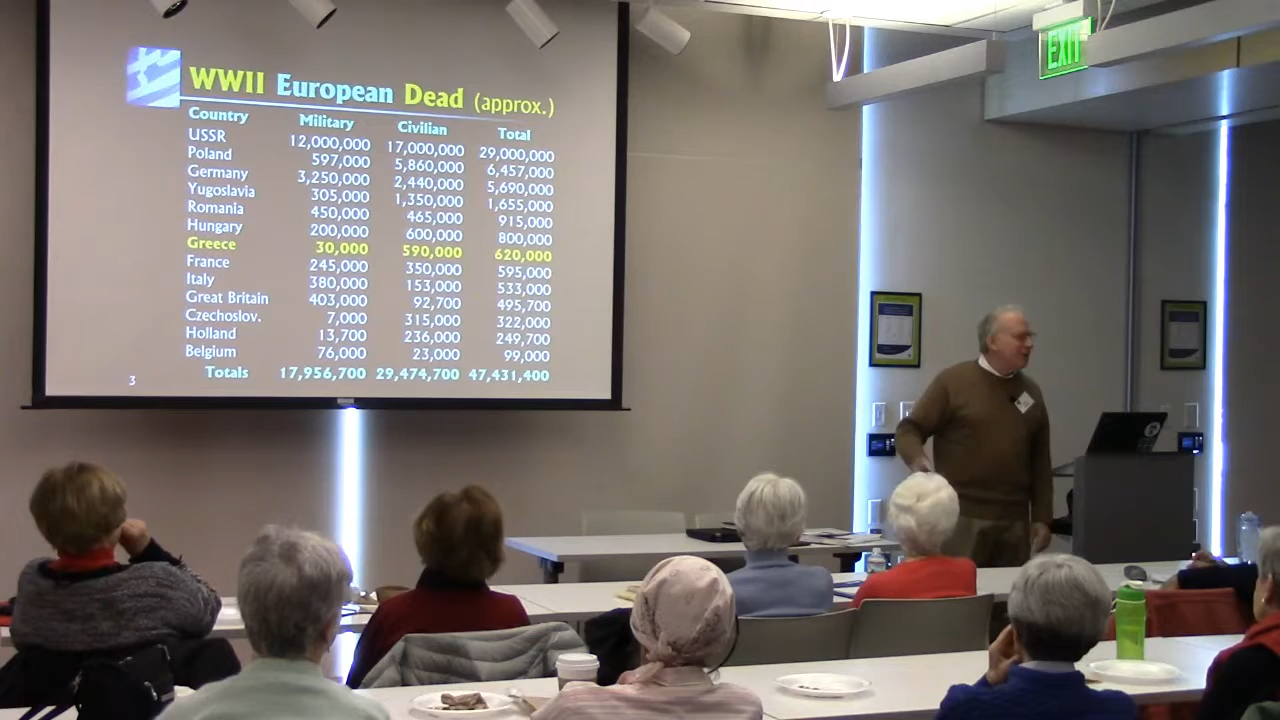 WWII European Dead (approx.)
Country Military Civilian Total
USSR 12,000,000 17,000,000 29,000,000
Poland 597,000 5,860,000 6,457,000
Germany 3,250,000 2,440,000 5,690,000
Yugoslavia 305,000 1,350,000 1,655,000
Romania 450,000 465,000 915,000
Hungary 200,000 600,000 800,000
Greece 30,000 590,000 620,000
France 245,000 350,000 595,000
Italy 380,000 153,000 533,000
Great Britain 403,000 92,700 495,700
Czechoslov. 7,000 315,000 322,000
Holland 13,700 236,000 249,700
Belgium 76,000 23,000 99,000
Totals 17,956,700 29,474,700 47,431,400
3
EXIT